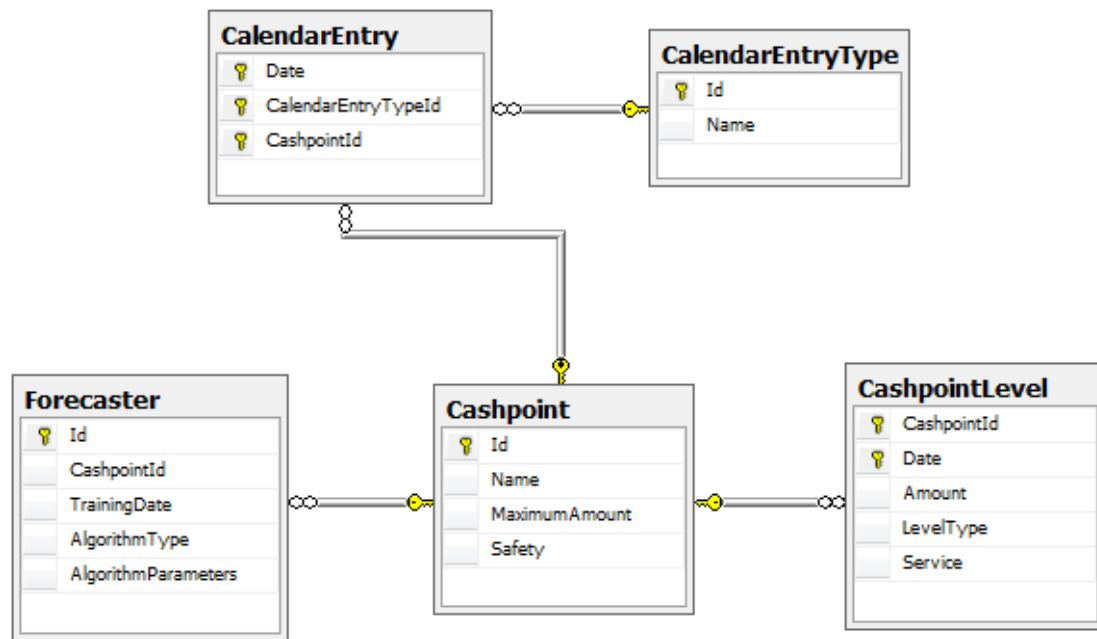 CalendarEntry
Date
CalendarEntryTypeId
CashpointId
CalendarEntryType
Id
Name
Forecaster
Id
CashpointId
TrainingDate
AlgorithmType
AlgorithmParameters
Cashpoint
Id
Name
MaximumAmount
Safety
CashpointLevel
CashpointId
Date
Amount
LevelType
Service